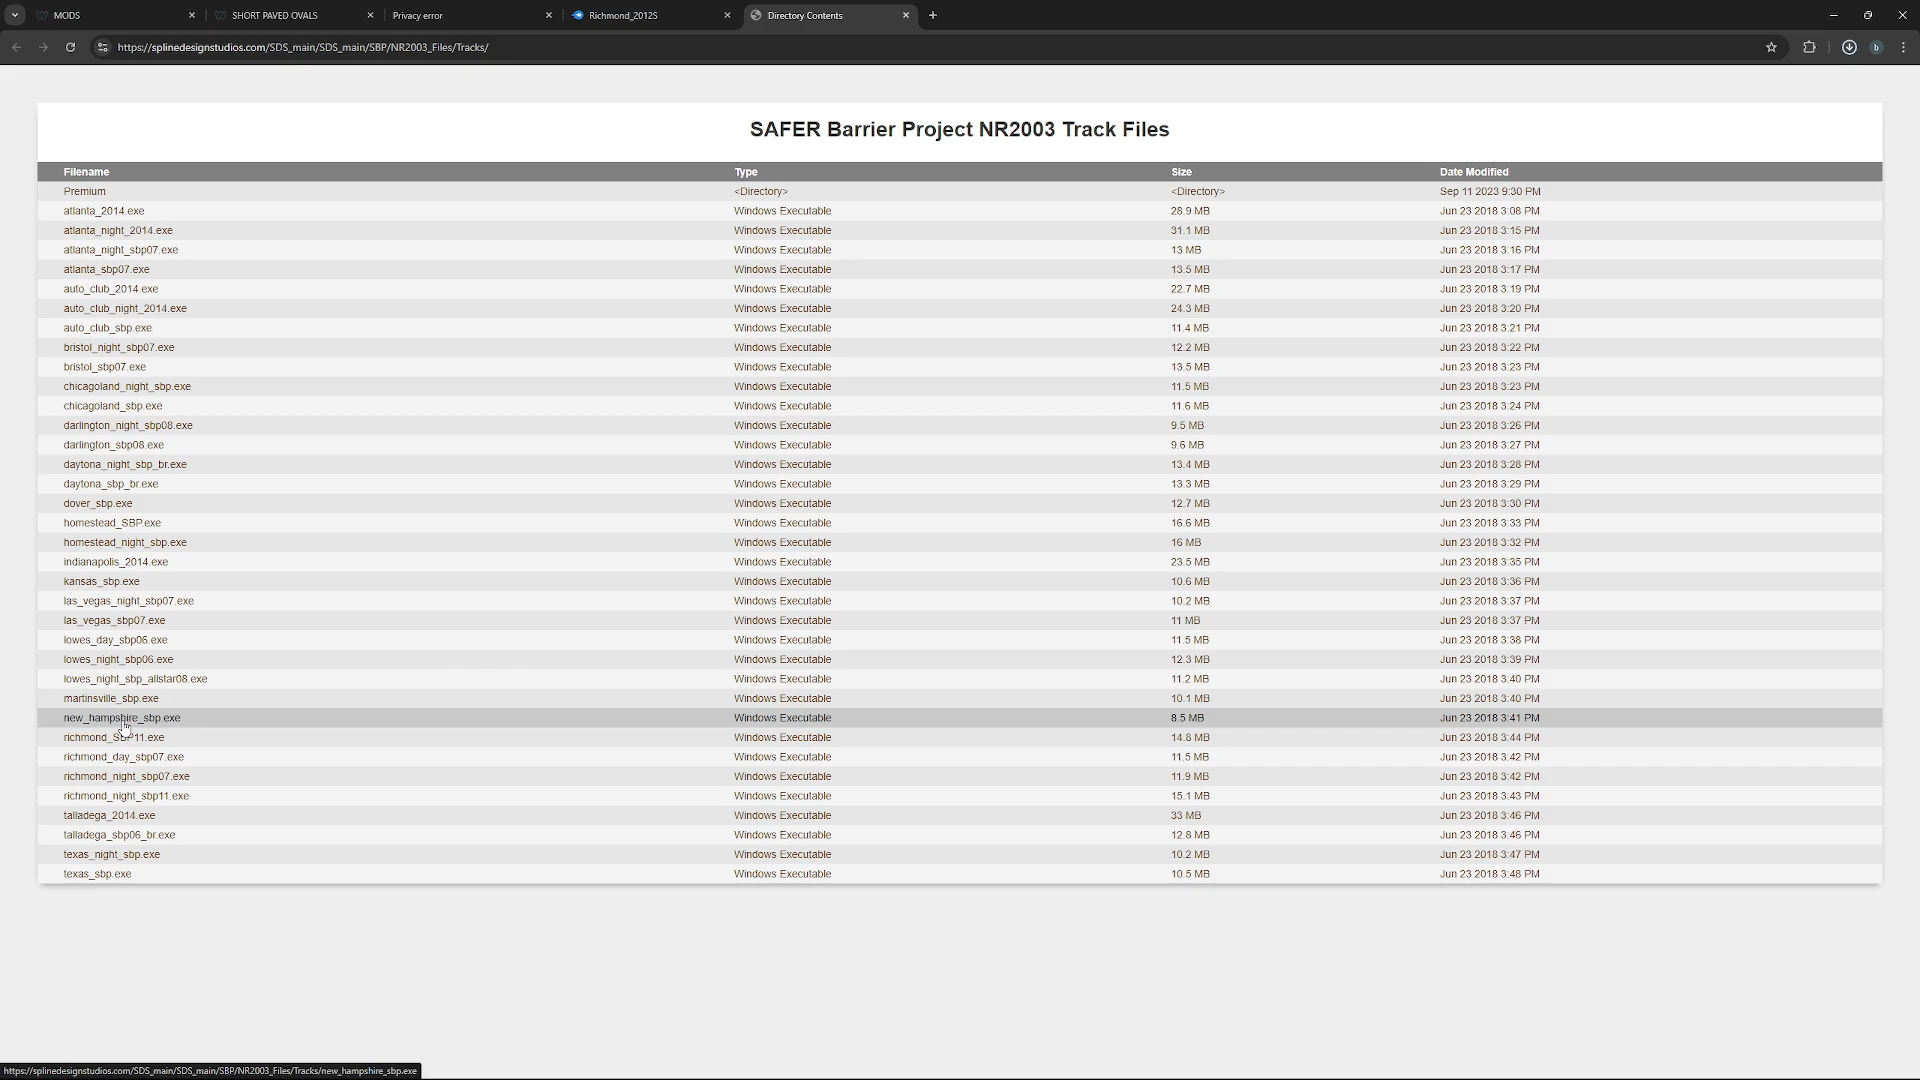 MODS
SHORT PAVED OVALS
Privacy error
Richmond_2012S
Directory Contents
https://splinedesignstudios.com/SDS_main/SDS_main/SBP/NR2003_Files/Tracks/
b
SAFER Barrier Project NR2003 Track Files
Filename Type Size Date Modified
Premium <Directory> <Directory> Sep 11 2023 9:30 PM
atlanta_2014.exe Windows Executable 28.9 MB Jun 23 2018 3:08 PM
atlanta_night_2014.exe Windows Executable 31.1 MB Jun 23 2018 3:15 PM
atlanta_night_sbp07.exe Windows Executable 13 MB Jun 23 2018 3:16 PM
atlanta_sbp07.exe Windows Executable 13.5 MB Jun 23 2018 3:17 PM
auto_club_2014.exe Windows Executable 22.7 MB Jun 23 2018 3:19 PM
auto_club_night_2014.exe Windows Executable 24.3 MB Jun 23 2018 3:20 PM
auto_club_sbp.exe Windows Executable 11.4 MB Jun 23 2018 3:21 PM
bristol_night_sbp07.exe Windows Executable 12.2 MB Jun 23 2018 3:22 PM
bristol_sbp07.exe Windows Executable 13.5 MB Jun 23 2018 3:23 PM
chicagoland_night_sbp.exe Windows Executable 11.5 MB Jun 23 2018 3:23 PM
chicagoland_sbp.exe Windows Executable 11.6 MB Jun 23 2018 3:24 PM
darlington_night_sbp08.exe Windows Executable 9.5 MB Jun 23 2018 3:26 PM
darlington_sbp08.exe Windows Executable 9.6 MB Jun 23 2018 3:27 PM
daytona_night_sbp_br.exe Windows Executable 13.4 MB Jun 23 2018 3:28 PM
daytona_sbp_br.exe Windows Executable 13.3 MB Jun 23 2018 3:29 PM
dover_sbp.exe Windows Executable 12.7 MB Jun 23 2018 3:30 PM
homestead_SBP.exe Windows Executable 16.6 MB Jun 23 2018 3:33 PM
homestead_night_sbp.exe Windows Executable 16 MB Jun 23 2018 3:32 PM
indianapolis_2014.exe Windows Executable 23.5 MB Jun 23 2018 3:35 PM
kansas_sbp.exe Windows Executable 10.6 MB Jun 23 2018 3:36 PM
las_vegas_night_sbp07.exe Windows Executable 10.2 MB Jun 23 2018 3:37 PM
las_vegas_sbp07.exe Windows Executable 11 MB Jun 23 2018 3:37 PM
lowes_day_sbp06.exe Windows Executable 11.5 MB Jun 23 2018 3:38 PM
lowes_night_sbp06.exe Windows Executable 12.3 MB Jun 23 2018 3:39 PM
lowes_night_sbp_allstar08.exe Windows Executable 11.2 MB Jun 23 2018 3:40 PM
martinsville_sbp.exe Windows Executable 10.1 MB Jun 23 2018 3:40 PM
new_hampshire_sbp.exe Windows Executable 8.5 MB Jun 23 2018 3:41 PM
richmond_SBP11.exe Windows Executable 14.8 MB Jun 23 2018 3:44 PM
richmond_day_sbp07.exe Windows Executable 11.5 MB Jun 23 2018 3:42 PM
richmond_night_sbp07.exe Windows Executable 11.9 MB Jun 23 2018 3:42 PM
richmond_night_sbp11.exe Windows Executable 15.1 MB Jun 23 2018 3:43 PM
talladega_2014.exe Windows Executable 33 MB Jun 23 2018 3:46 PM
talladega_sbp06_br.exe Windows Executable 12.8 MB Jun 23 2018 3:46 PM
texas_night_sbp.exe Windows Executable 10.2 MB Jun 23 2018 3:47 PM
texas_sbp.exe Windows Executable 10.5 MB Jun 23 2018 3:48 PM
https://splinedesignstudios.com/SDS_main/SDS_main/SBP/NR2003_Files/Tracks/new_hampshire_sbp.exe